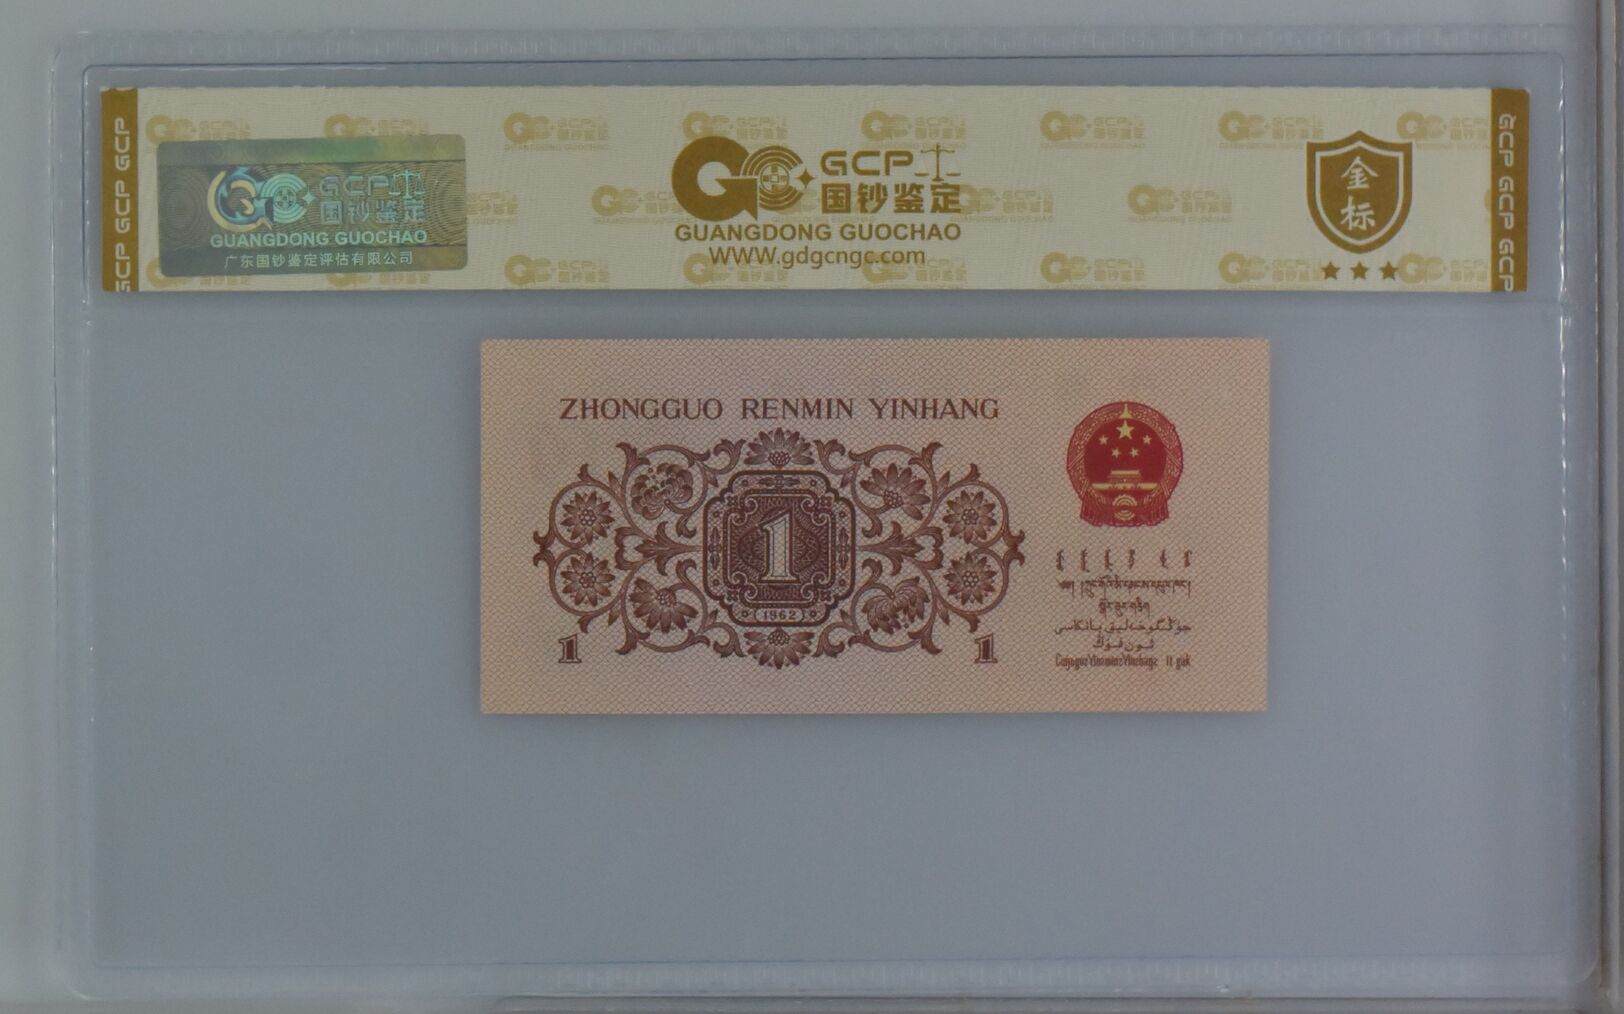 GCP GCP GCP
GCP
国钞鉴定
GUANGDONG GUOCHAO
广东国钞鉴定评估有限公司
GCP
国钞鉴定
GUANGDONG GUOCHAO
WWW.gdgcngc.com
金
标
GCP GCP GCP
ZHONGGUO RENMIN YINHANG
1
(1962)
1
1